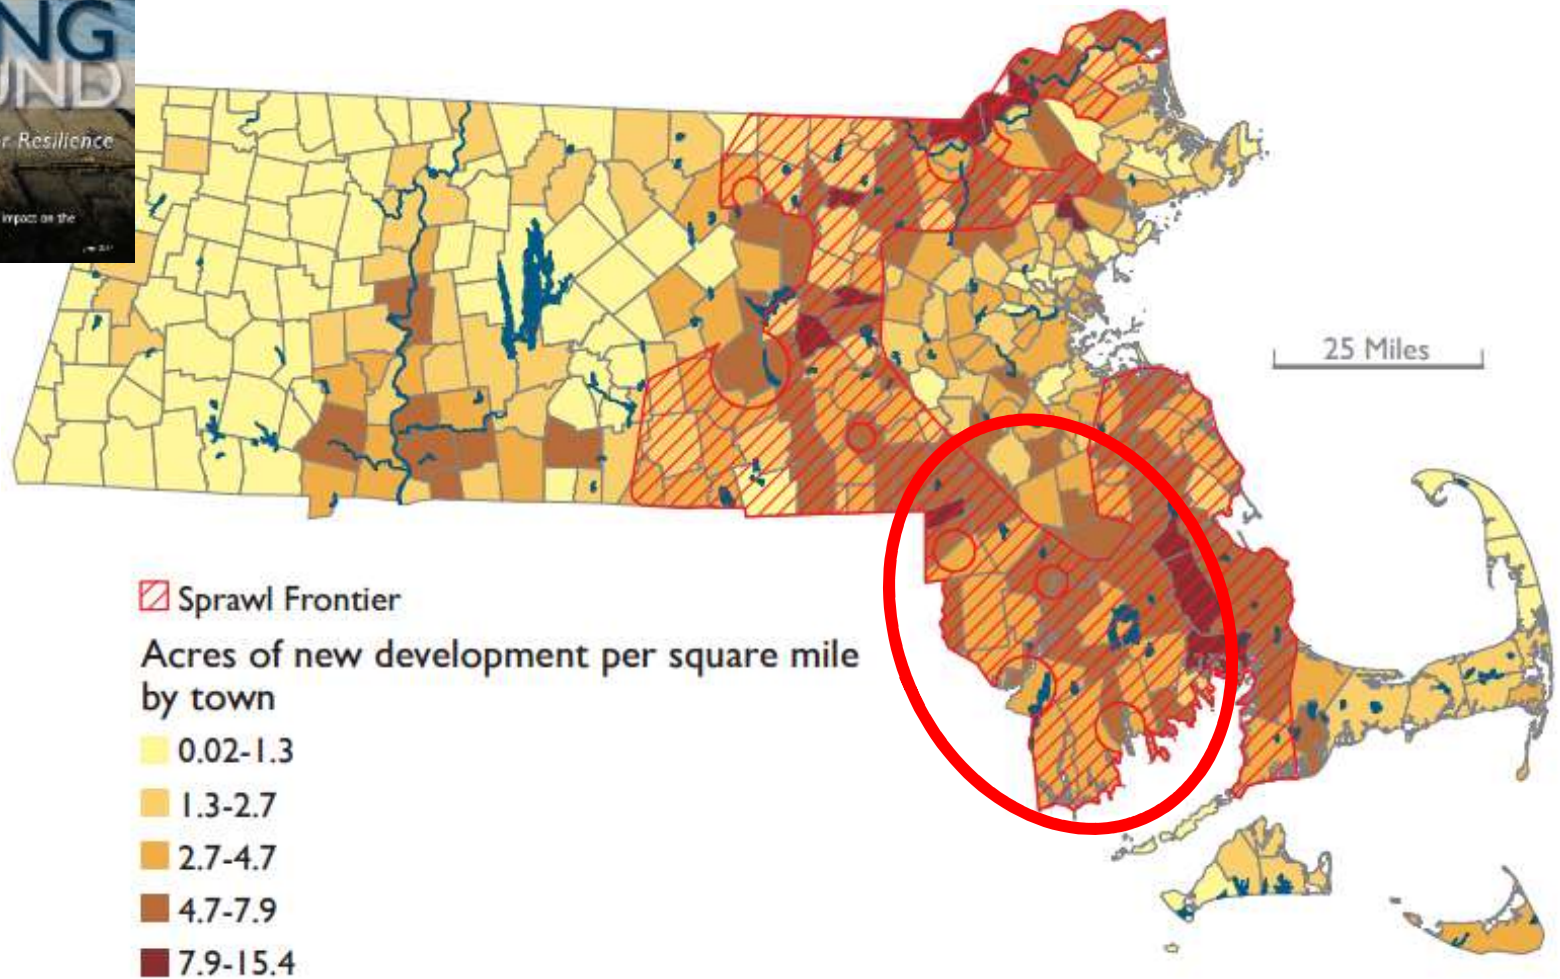 NG
UND
r Resilience
impact on the
25 Miles
Sprawl Frontier
Acres of new development per square mile
by town
0.02-1.3
1.3-2.7
2.7-4.7
4.7-7.9
7.9-15.4